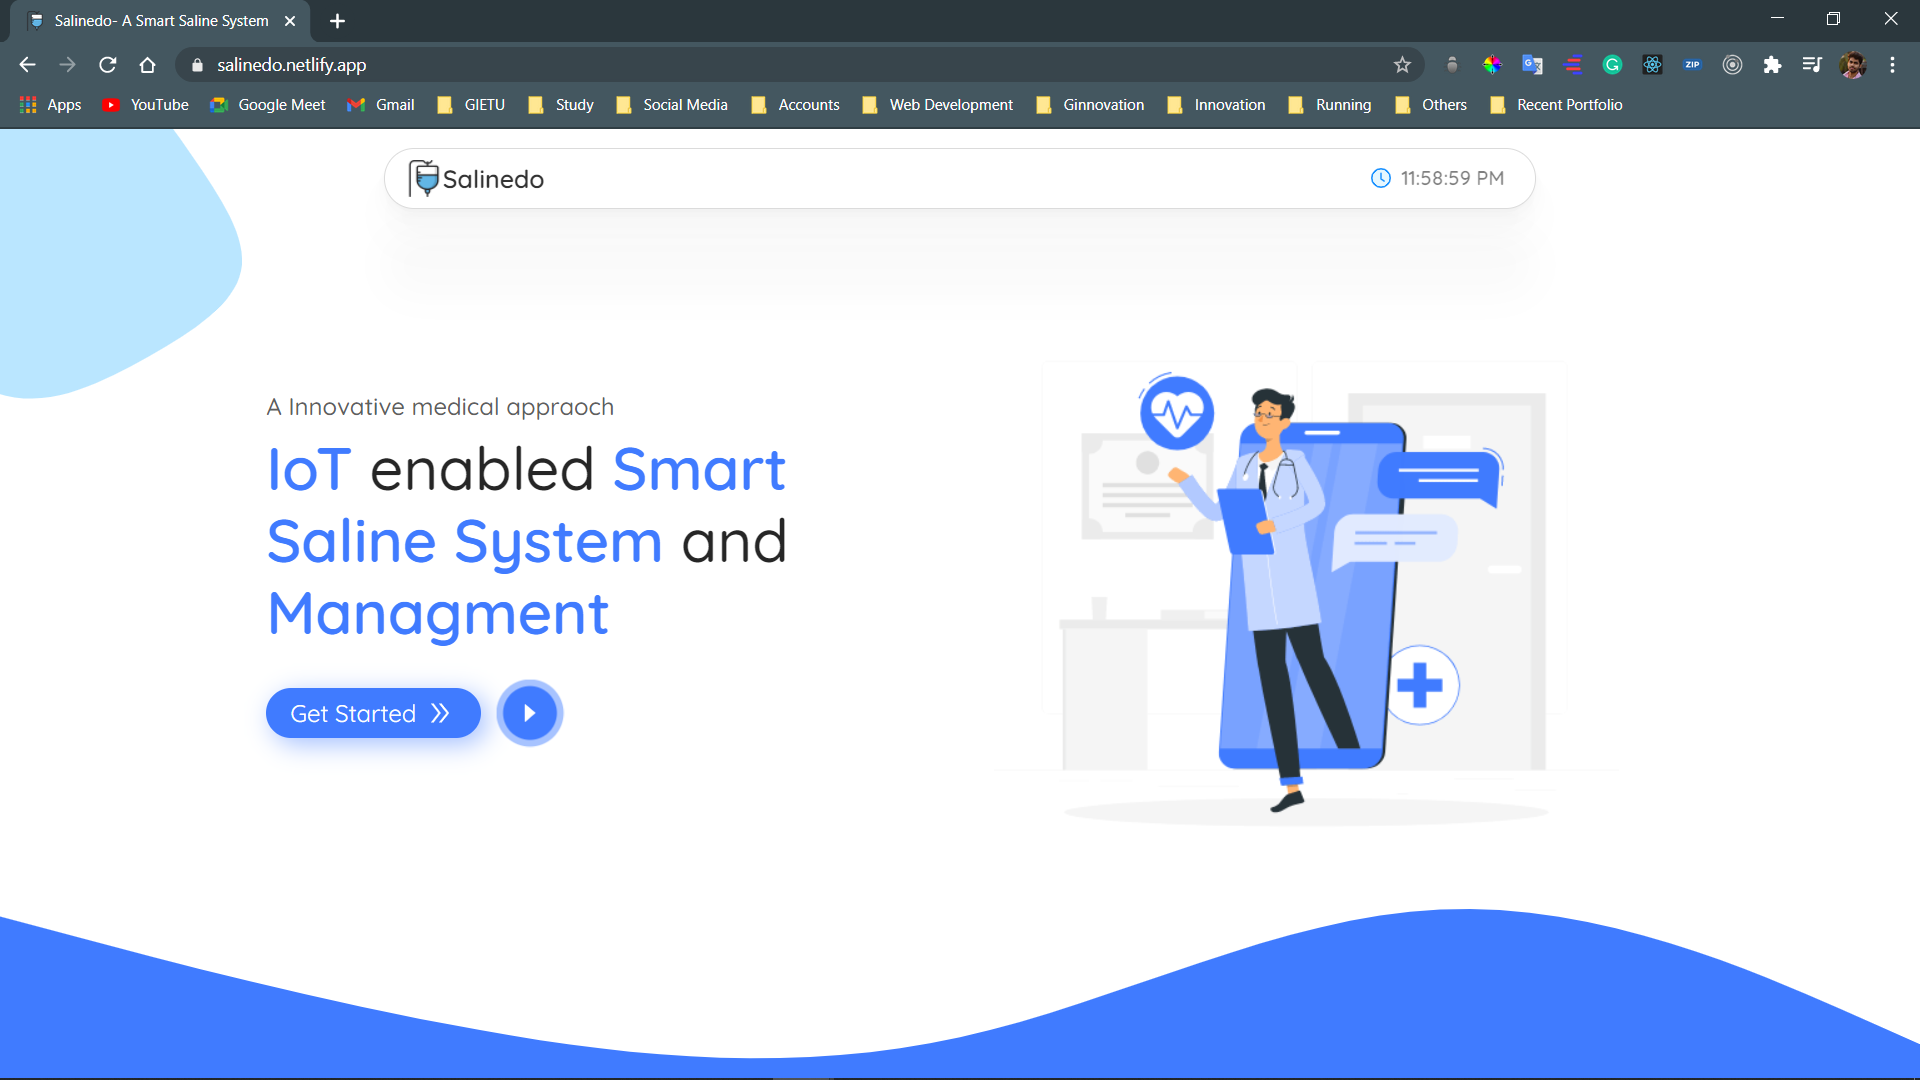 Salinedo- A Smart Saline System
salinedo.netlify.app
ZIP
Apps YouTube Google Meet Gmail GIETU Study Social Media Accounts Web Development Ginnovation Innovation Running Others Recent Portfolio
Salinedo 11:58:59 PM
A Innovative medical appraoch
IoT enabled Smart
Saline System and
Managment
Get Started